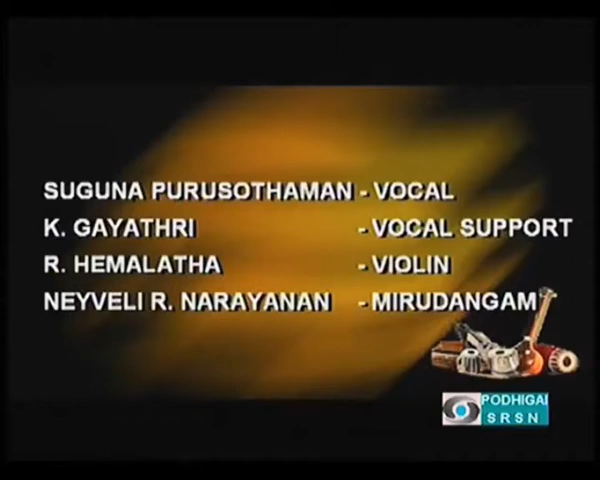 SUGUNA PURUSOTHAMAN - VOCAL
K. GAYATHRI - VOCAL SUPPORT
R. HEMALATHA - VIOLIN
NEYVELI R. NARAYANAN - MIRUDANGAM
PODHIGAI
SRSN